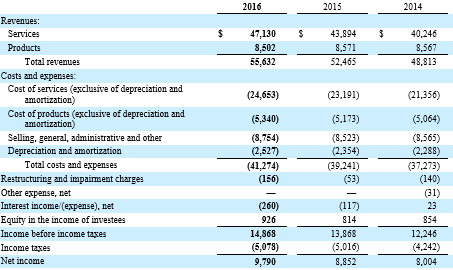 2016 2015 2014
Revenues:
Services $ 47,130 $ 43,894 $ 40,246
Products 8,502 8,571 8,567
Total revenues 55,632 52,465 48,813
Costs and expenses:
Cost of services (exclusive of depreciation and
amortization) (24,653) (23,191) (21,356)
Cost of products (exclusive of depreciation and
amortization) (5,340) (5,173) (5,064)
Selling, general, administrative and other (8,754) (8,523) (8,565)
Depreciation and amortization (2,527) (2,354) (2,288)
Total costs and expenses (41,274) (39,241) (37,273)
Restructuring and impairment charges (156) (53) (140)
Other expense, net — — (31)
Interest income/(expense), net (260) (117) 23
Equity in the income of investees 926 814 854
Income before income taxes 14,868 13,868 12,246
Income taxes (5,078) (5,016) (4,242)
Net income 9,790 8,852 8,004